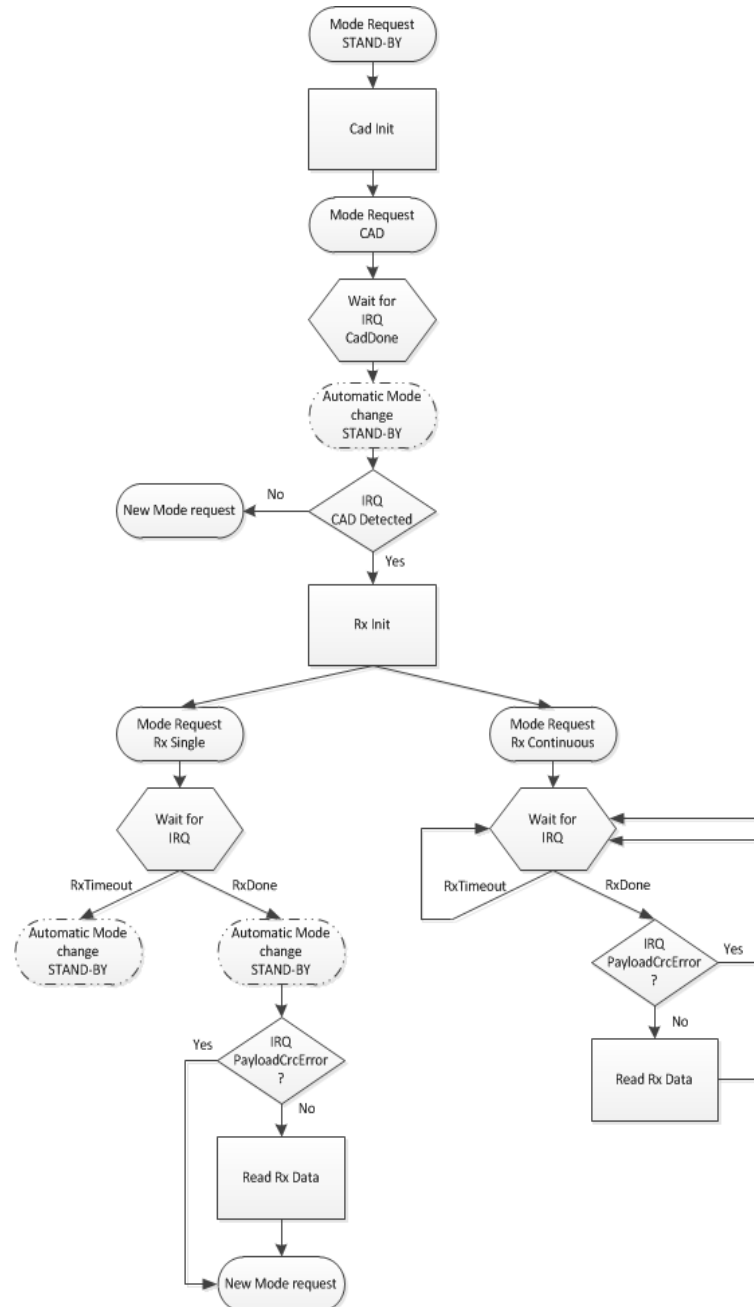 Mode Request
STAND-BY
Cad Init
Mode Request
CAD
Wait for
IRQ
CadDone
Automatic Mode
change
STAND-BY
IRQ
CAD Detected
No
New Mode request
Yes
Rx Init
Mode Request
Rx Single
Mode Request
Rx Continuous
Wait for
IRQ
Wait for
IRQ
RxTimeout
RxDone
RxTimeout
RxDone
Automatic Mode
change
STAND-BY
Automatic Mode
change
STAND-BY
IRQ
PayloadCrcError
?
Yes
No
Read Rx Data
Yes
IRQ
PayloadCrcError
?
No
Read Rx Data
New Mode request